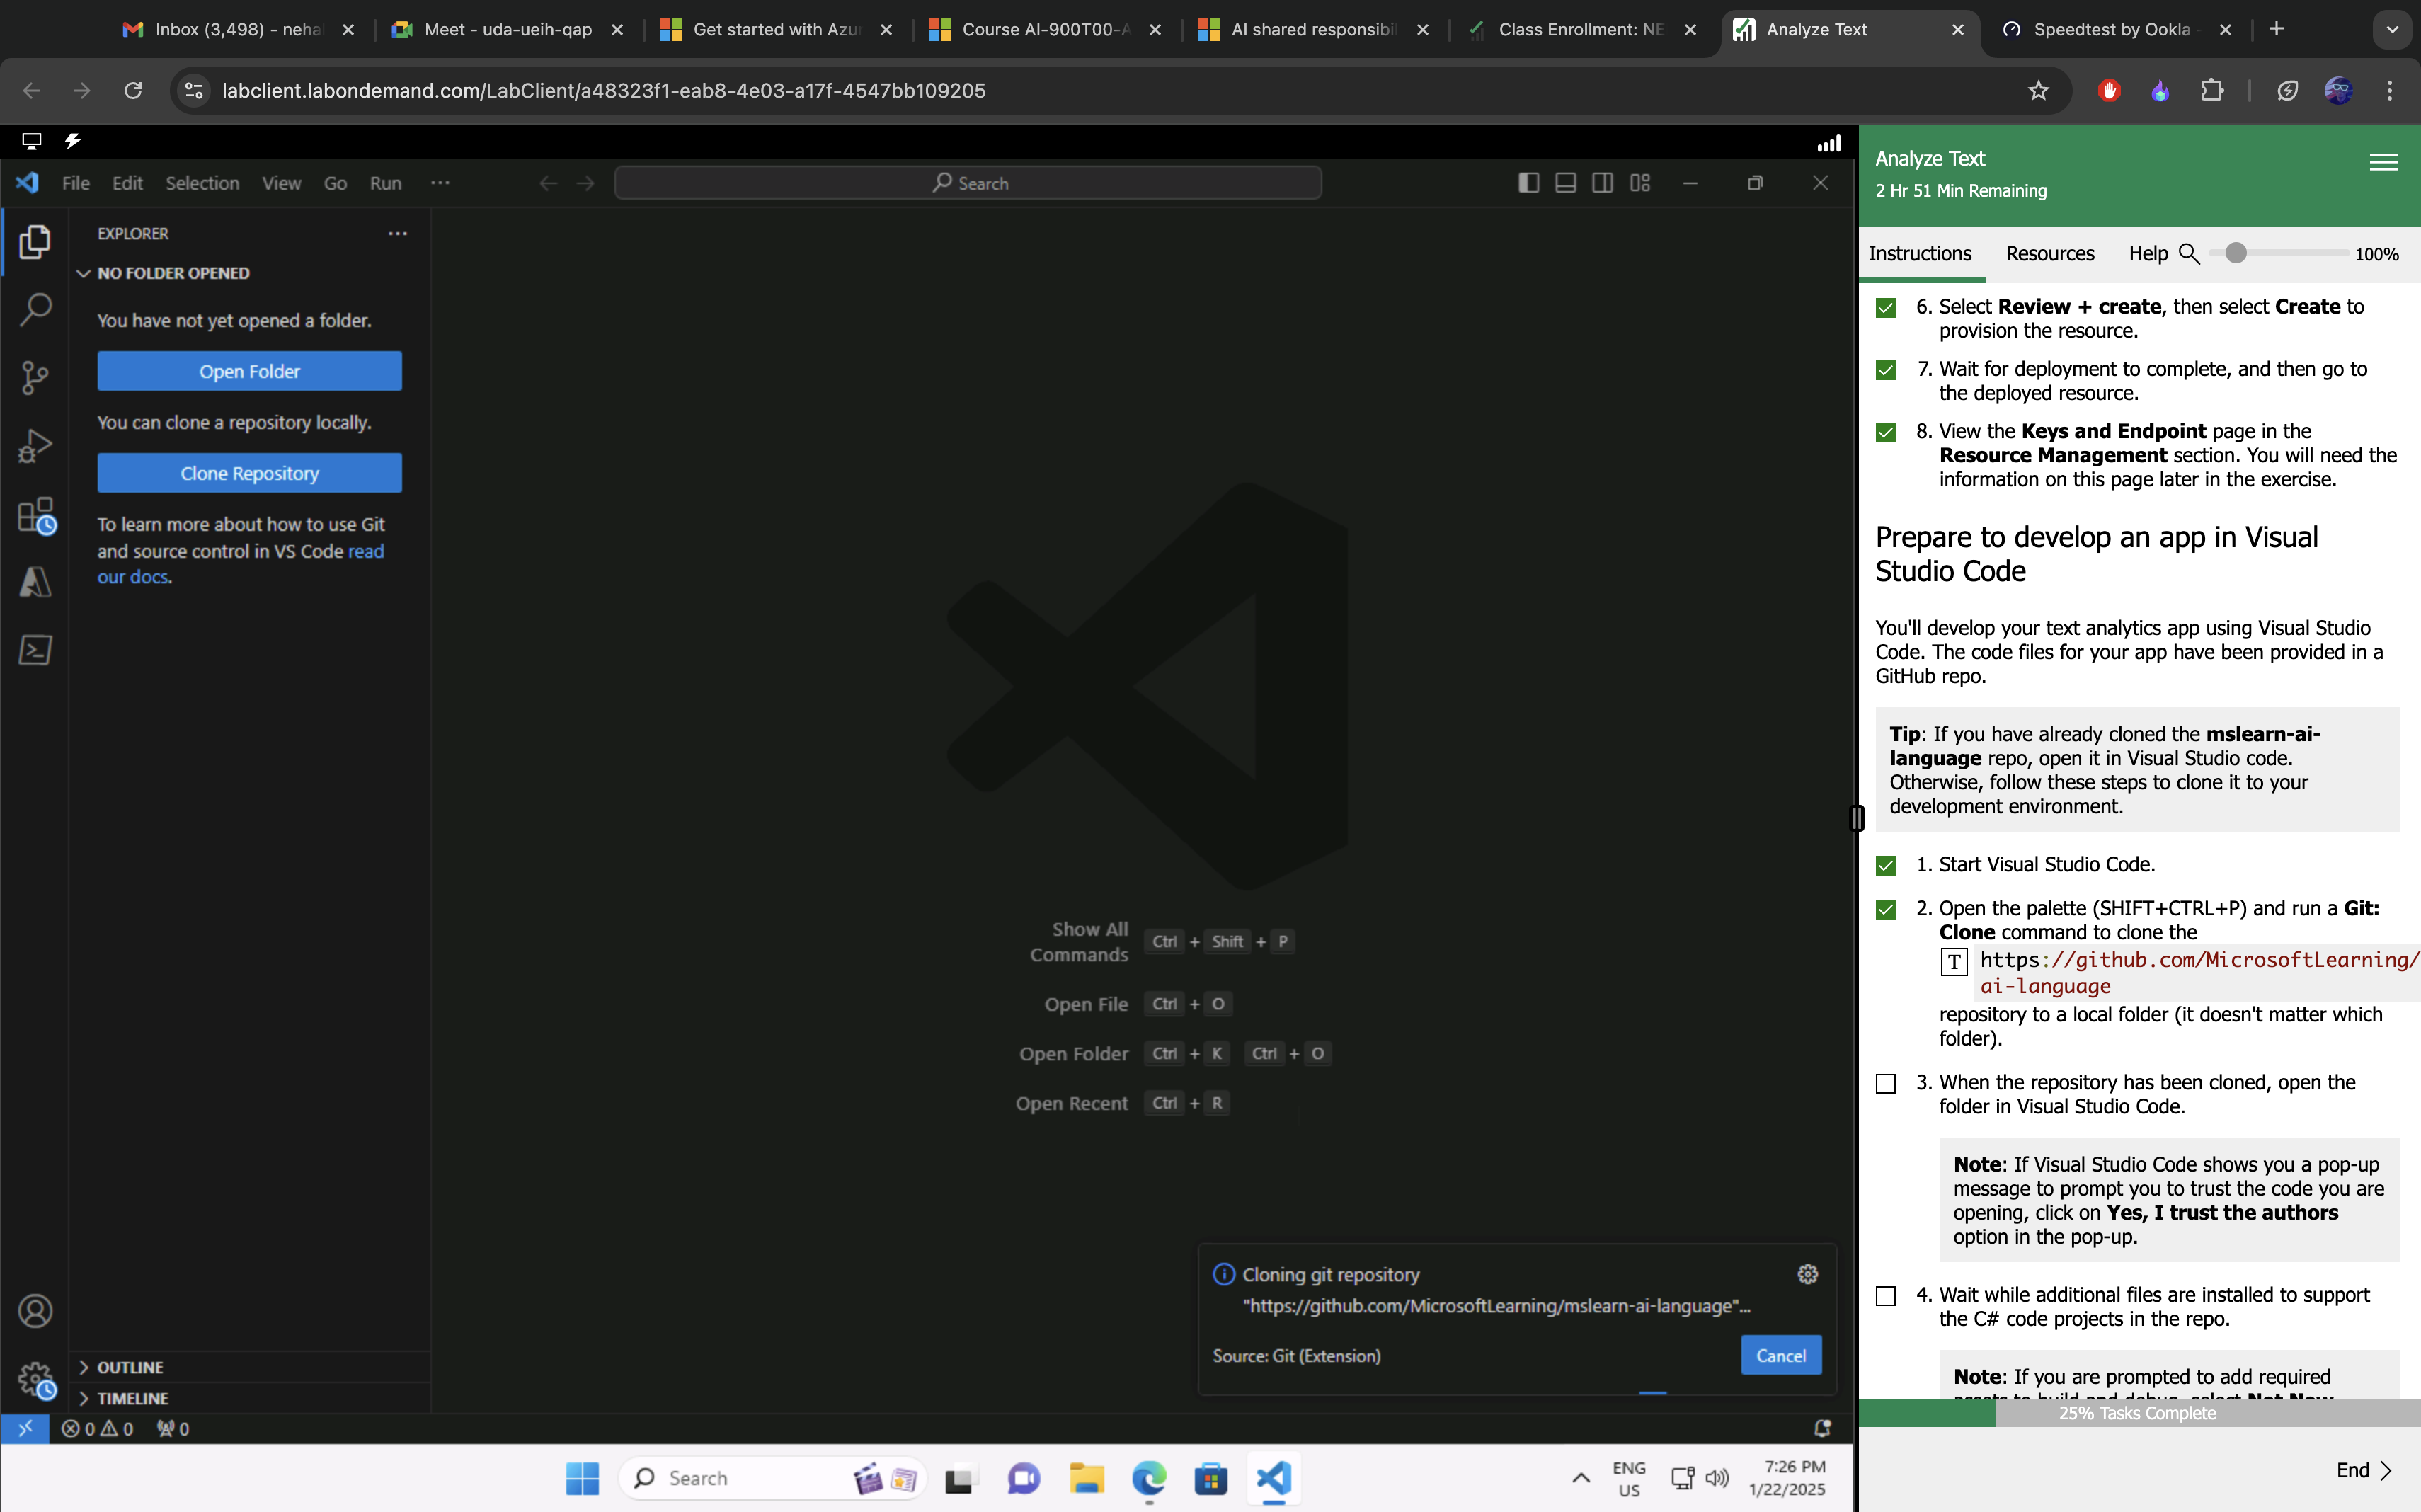 Inbox (3,498) - neha
Meet - uda-ueih-qap
Get started with Azur
Course AI-900T00-A
AI shared responsibil
Class Enrollment: NE
Analyze Text
Speedtest by Ookla -
labclient.labondemand.com/LabClient/a48323f1-eab8-4e03-a17f-4547bb109205
File Edit Selection View Go Run ...
Search
EXPLORER
NO FOLDER OPENED
You have not yet opened a folder.
Open Folder
You can clone a repository locally.
Clone Repository
To learn more about how to use Git
and source control in VS Code read
our docs.
Show All
Commands
Ctrl + Shift + P
Open File Ctrl + O
Open Folder Ctrl + K Ctrl + O
Open Recent Ctrl + R
Cloning git repository
"https://github.com/MicrosoftLearning/mslearn-ai-language"...
Source: Git (Extension)
Cancel
OUTLINE
TIMELINE
0 0 0
Search
ENG
US
7:26 PM
1/22/2025
Analyze Text
2 Hr 51 Min Remaining
Instructions Resources Help 100%
6. Select Review + create, then select Create to
provision the resource.
7. Wait for deployment to complete, and then go to
the deployed resource.
8. View the Keys and Endpoint page in the
Resource Management section. You will need the
information on this page later in the exercise.
Prepare to develop an app in Visual
Studio Code
You'll develop your text analytics app using Visual Studio
Code. The code files for your app have been provided in a
GitHub repo.
Tip: If you have already cloned the mslearn-ai-
language repo, open it in Visual Studio code.
Otherwise, follow these steps to clone it to your
development environment.
1. Start Visual Studio Code.
2. Open the palette (SHIFT+CTRL+P) and run a Git:
Clone command to clone the
T https://github.com/MicrosoftLearning/
ai-language
repository to a local folder (it doesn't matter which
folder).
3. When the repository has been cloned, open the
folder in Visual Studio Code.
Note: If Visual Studio Code shows you a pop-up
message to prompt you to trust the code you are
opening, click on Yes, I trust the authors
option in the pop-up.
4. Wait while additional files are installed to support
the C# code projects in the repo.
Note: If you are prompted to add required
assets to build and debug, select Not Now
25% Tasks Complete
End